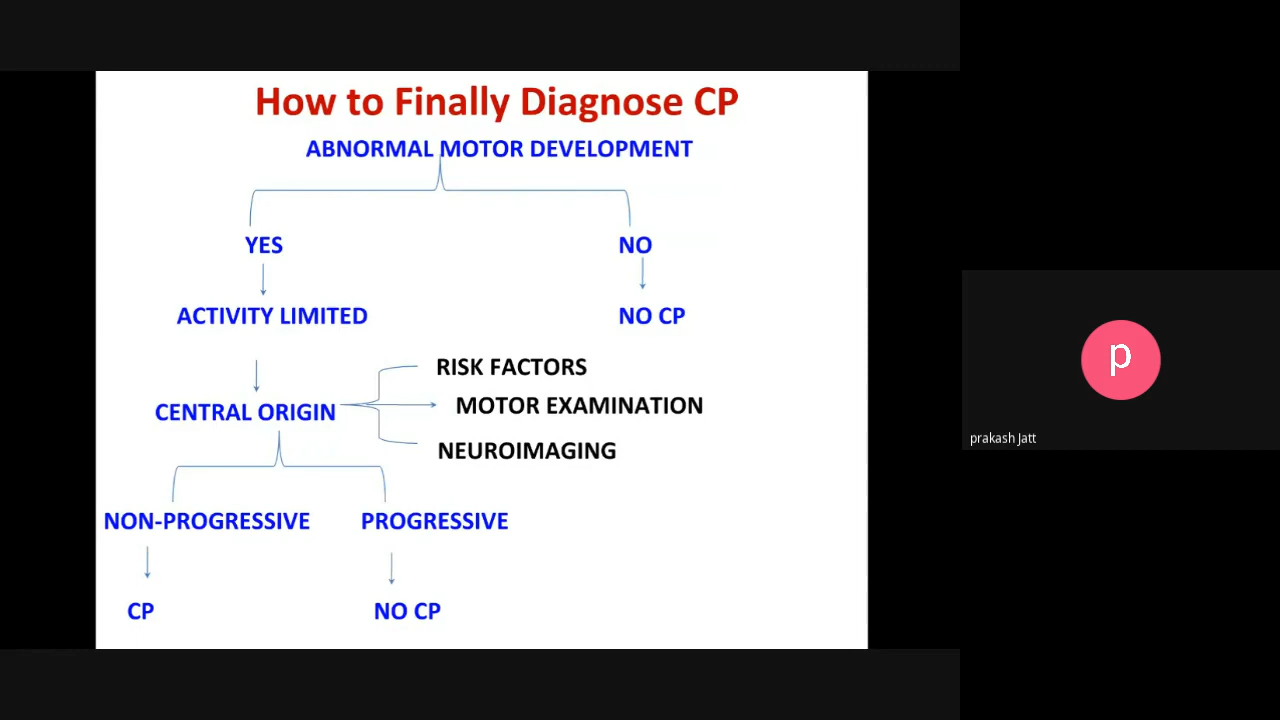 How to Finally Diagnose CP
ABNORMAL MOTOR DEVELOPMENT
YES
NO
ACTIVITY LIMITED
NO CP
RISK FACTORS
CENTRAL ORIGIN
MOTOR EXAMINATION
NEUROIMAGING
NON-PROGRESSIVE
PROGRESSIVE
CP
NO CP
p
prakash Jatt